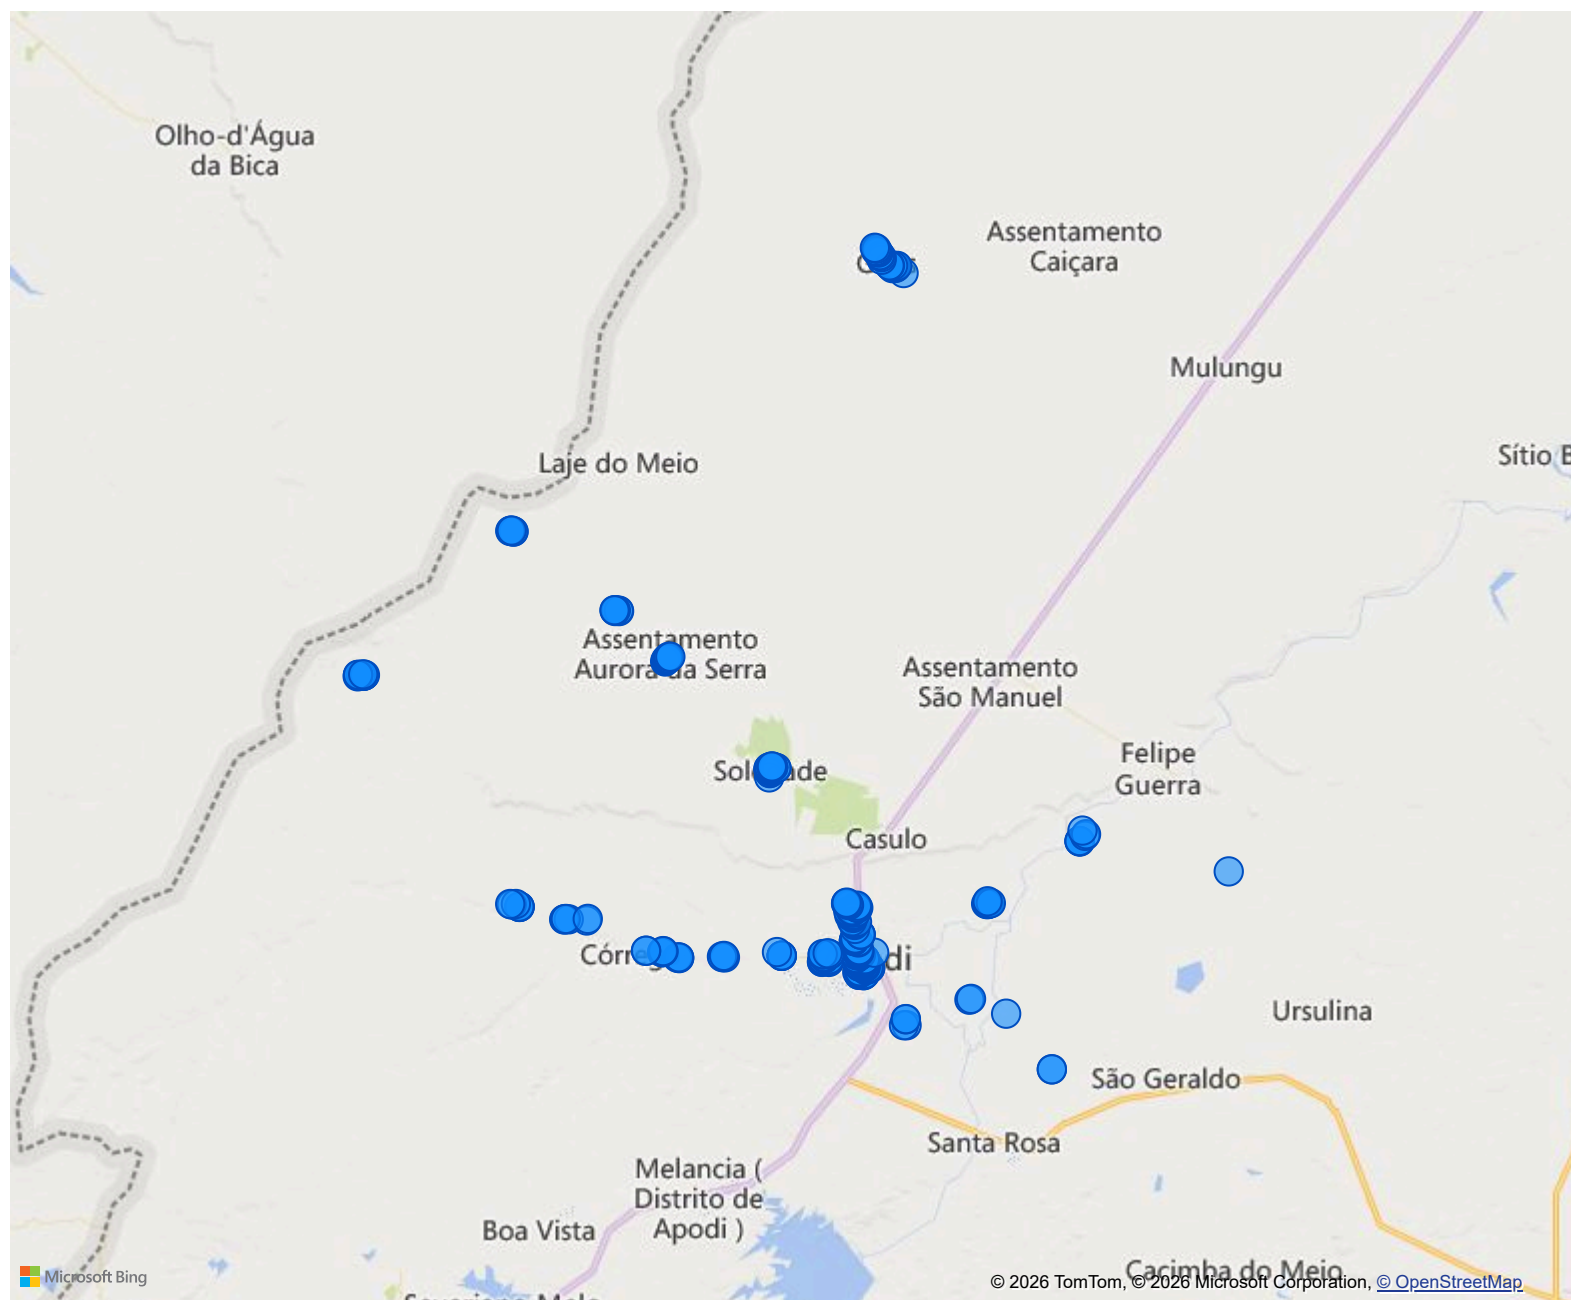 Olho-d'Água
da Bica
Assentamento
Caiçara
Mulungu
Laje do Meio
Sítio B
Assentamento
Aurora da Serra
Assentamento
São Manuel
Felipe
Guerra
Casulo
Ursulina
São Geraldo
Santa Rosa
Melancia (
Distrito de
Apodi )
Boa Vista
Cacimba do Meio
Microsoft Bing
© 2026 TomTom, © 2026 Microsoft Corporation, © OpenStreetMap